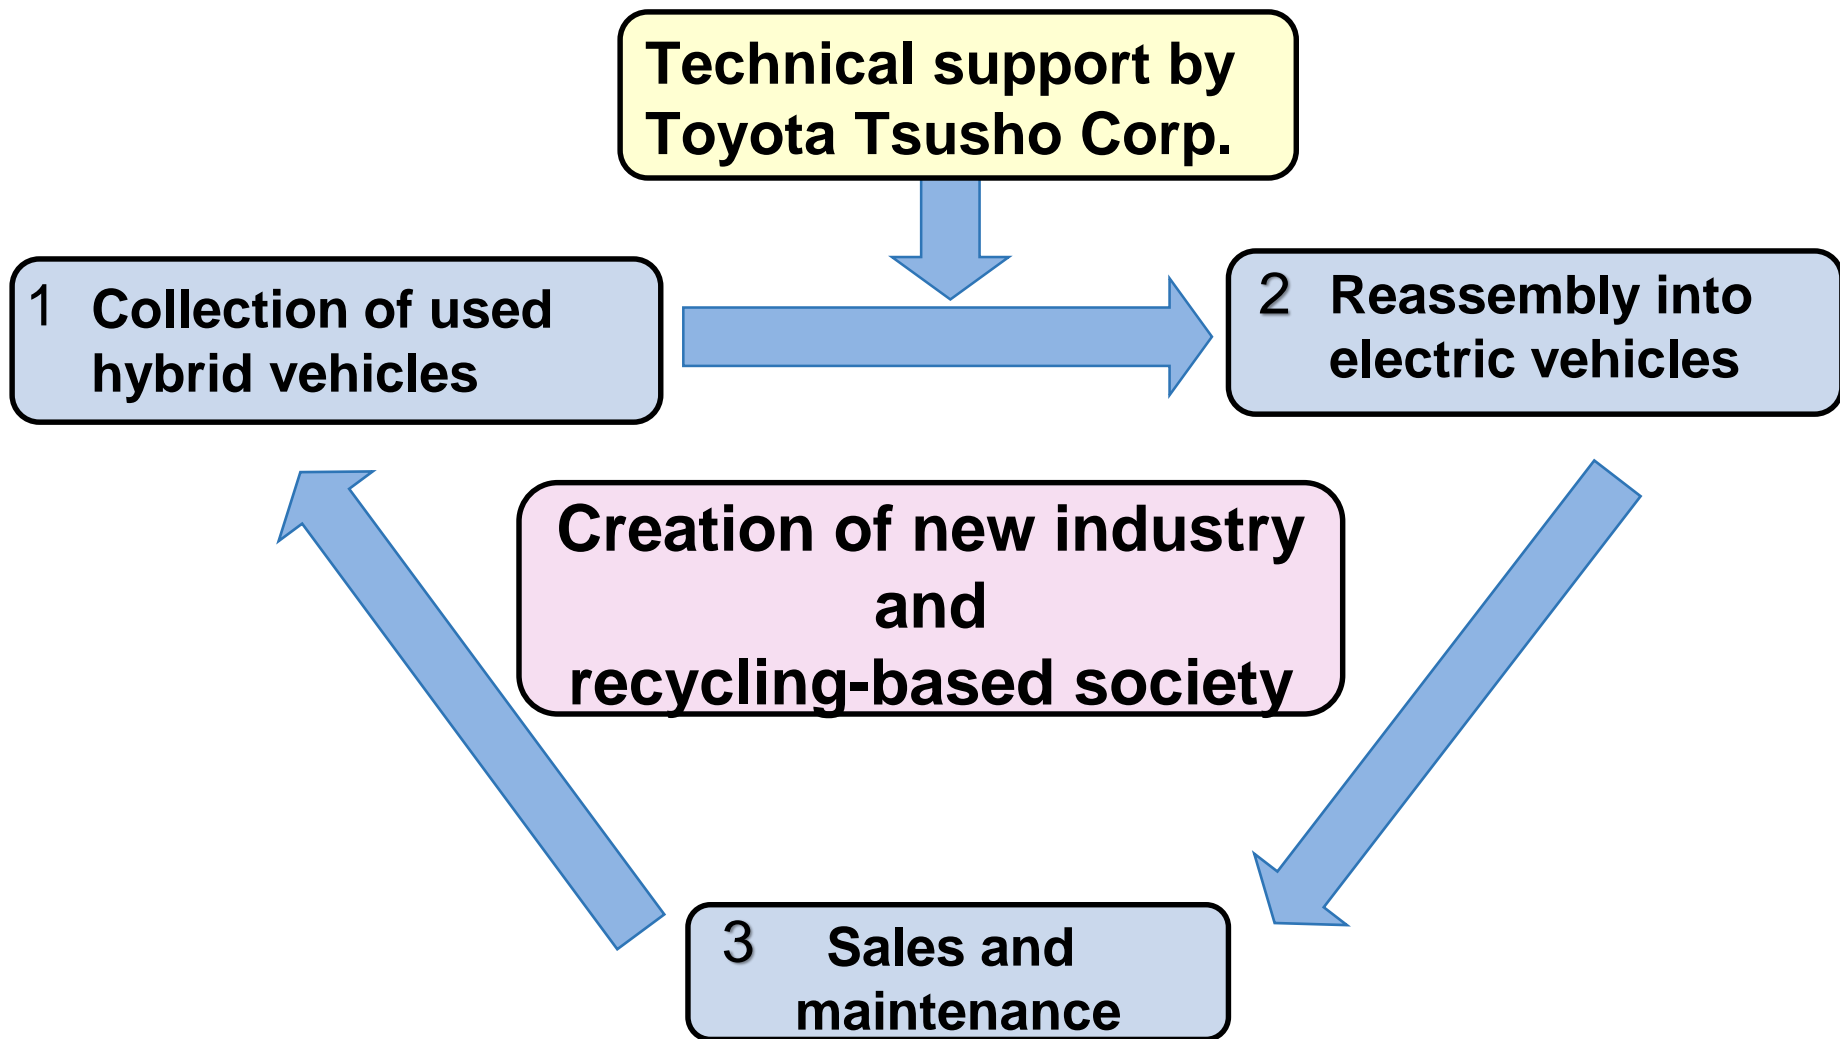 Technical support by
Toyota Tsusho Corp.
1 Collection of used
hybrid vehicles
2 Reassembly into
electric vehicles
Creation of new industry
and
recycling-based society
3 Sales and
maintenance